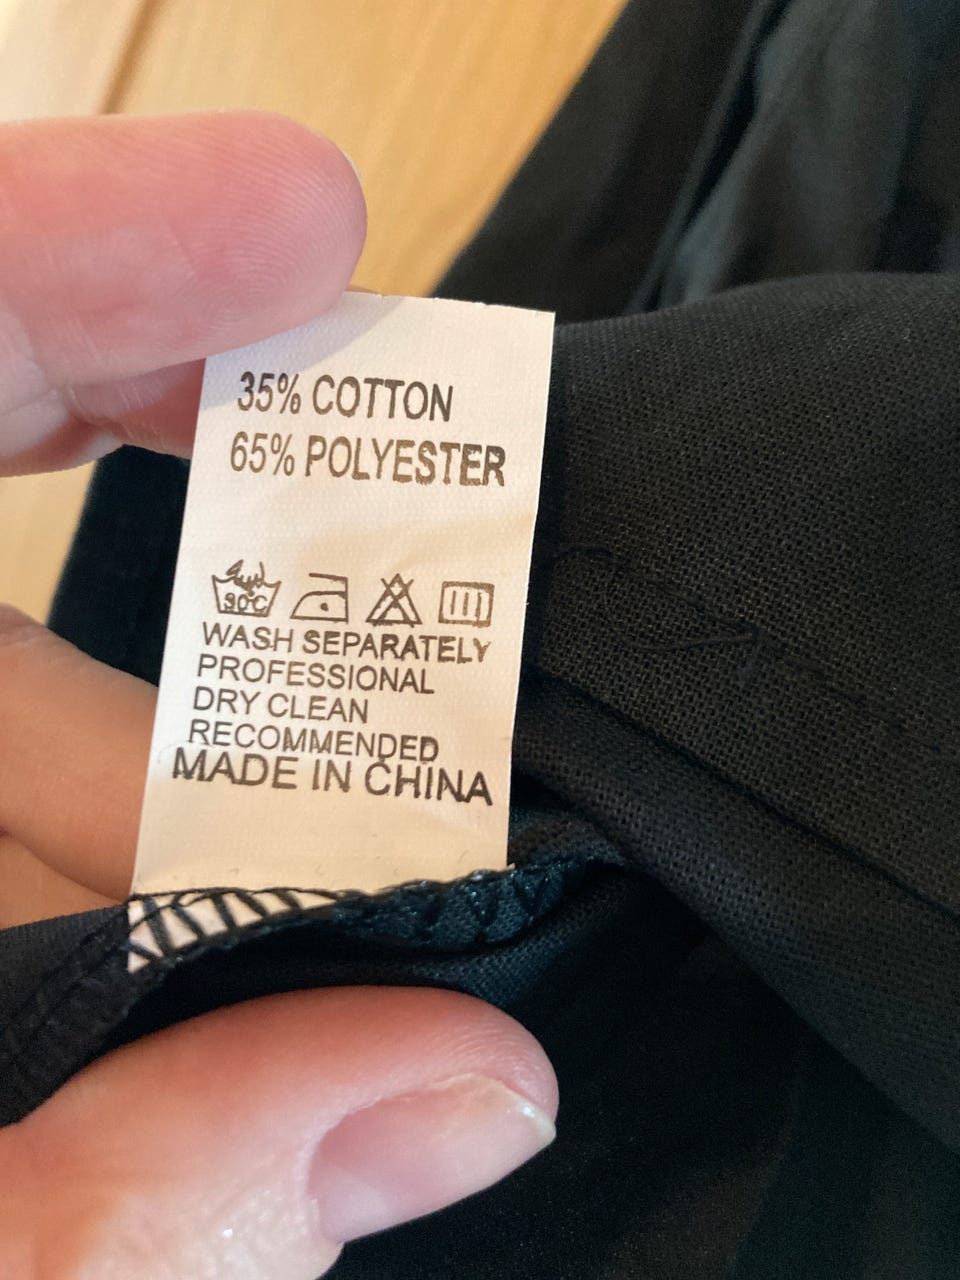 35% COTTON
65% POLYESTER
30°C
WASH SEPARATELY
PROFESSIONAL
DRY CLEAN
RECOMMENDED
MADE IN CHINA